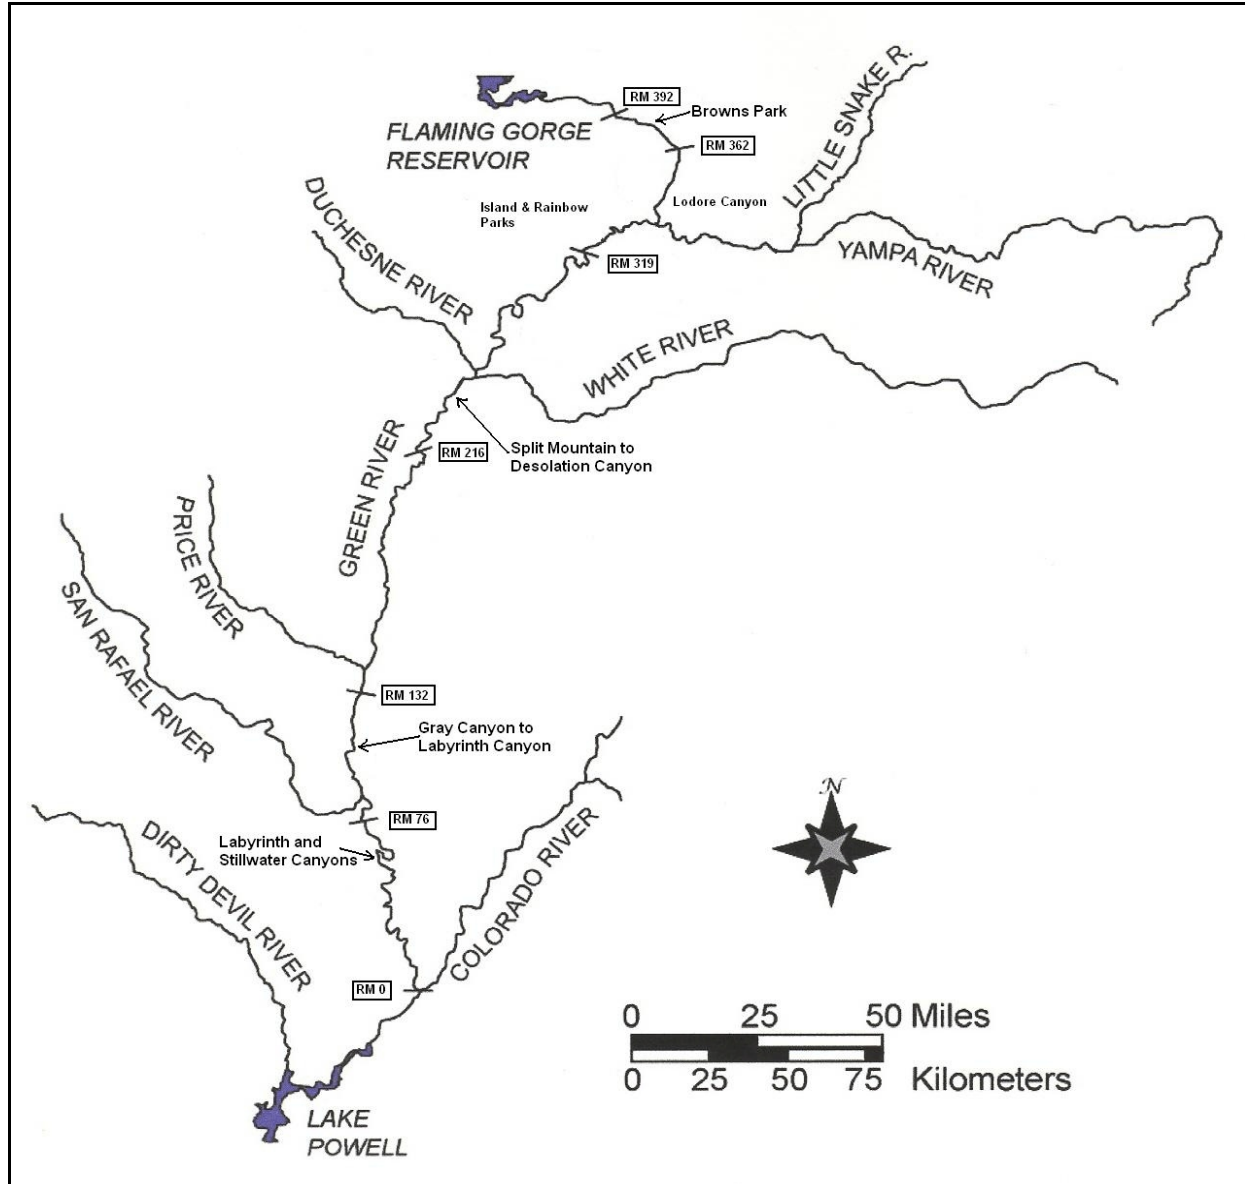 LITTLE SNAKE R.
RM 392
Browns Park
FLAMING GORGE
RESERVOIR
RM 362
DUCHESNE RIVER
Island & Rainbow
Parks
Lodore Canyon
YAMPA RIVER
RM 319
WHITE RIVER
GREEN RIVER
RM 216
Split Mountain to
Desolation Canyon
PRICE RIVER
SAN RAFAEL RIVER
RM 132
Gray Canyon to
Labyrinth Canyon
N
RM 76
Labyrinth and
Stillwater Canyons
DIRTY DEVIL RIVER
COLORADO RIVER
RM 0
0 25 50 Miles
0 25 50 75 Kilometers
LAKE
POWELL